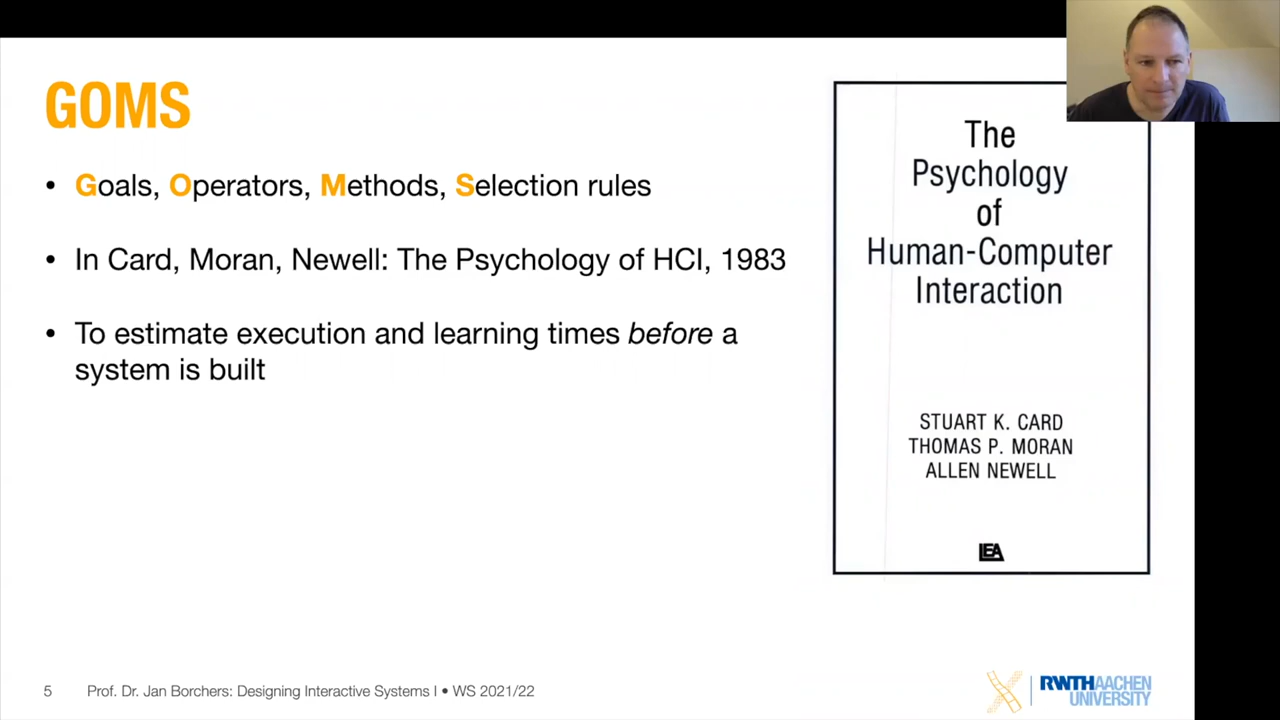 GOMS
• Goals, Operators, Methods, Selection rules
• In Card, Moran, Newell: The Psychology of HCI, 1983
• To estimate execution and learning times before a
system is built
The
Psychology
of
Human-Computer
Interaction
STUART K. CARD
THOMAS P. MORAN
ALLEN NEWELL
LEA
5 Prof. Dr. Jan Borchers: Designing Interactive Systems I • WS 2021/22
RWTH AACHEN
UNIVERSITY